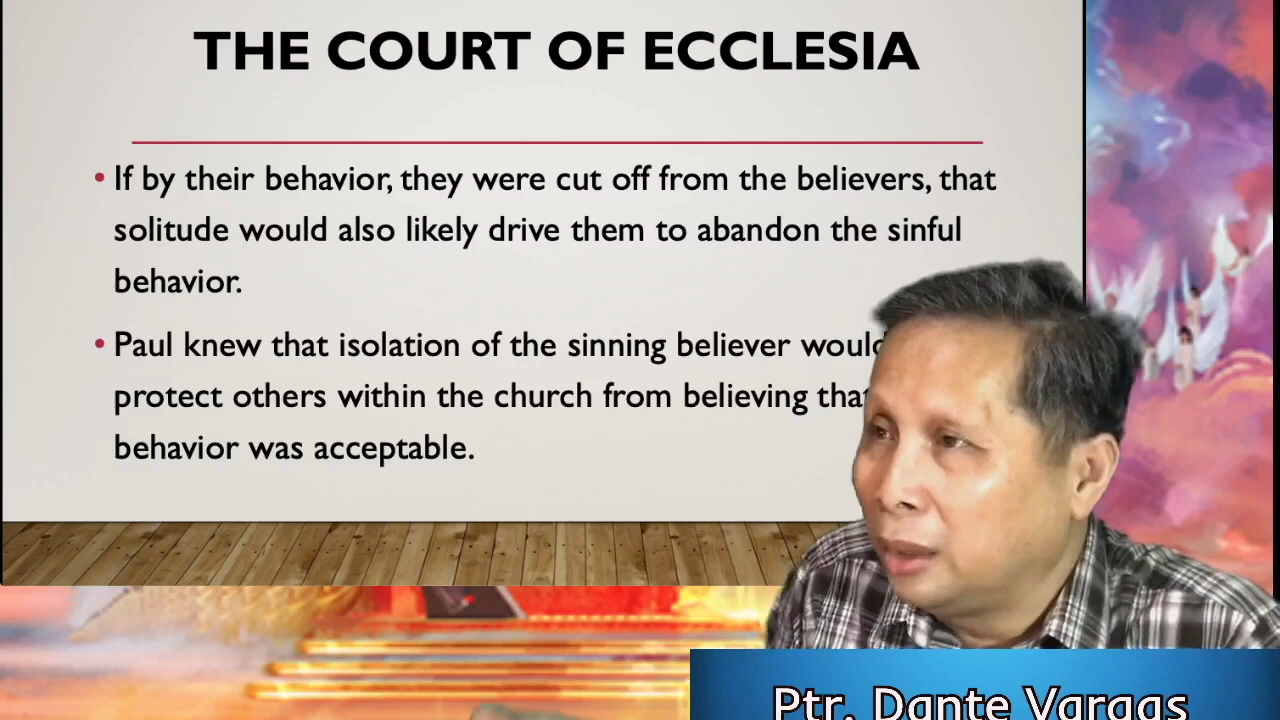 THE COURT OF ECCLESIA
• If by their behavior, they were cut off from the believers, that
solitude would also likely drive them to abandon the sinful
behavior.
• Paul knew that isolation of the sinning believer would
protect others within the church from believing that
behavior was acceptable.
Ptr. Dante Vargas